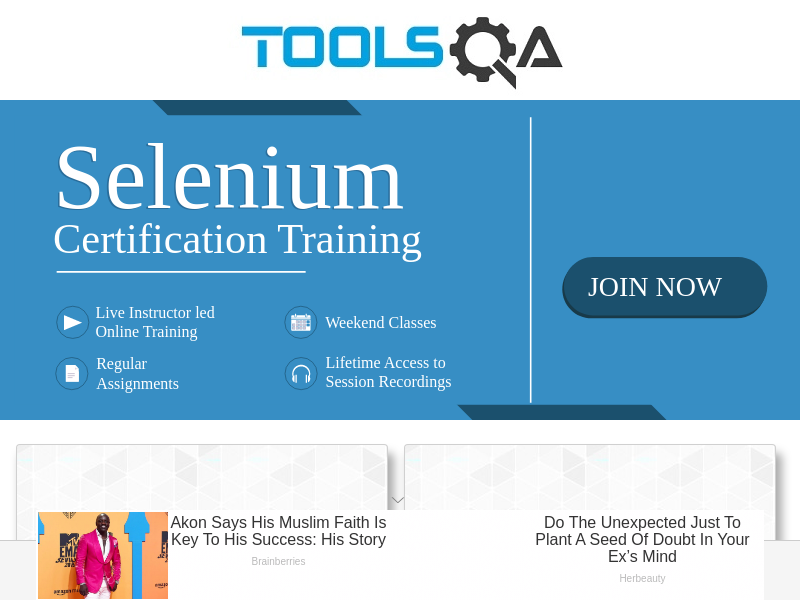 TOOLSQA
Selenium
Certification Training
JOIN NOW
Live Instructor led
Online Training
Weekend Classes
Regular
Assignments
Lifetime Access to
Session Recordings
Akon Says His Muslim Faith Is
Key To His Success: His Story
Brainberries
Do The Unexpected Just To
Plant A Seed Of Doubt In Your
Ex's Mind
Herbeauty
MTV
EMA